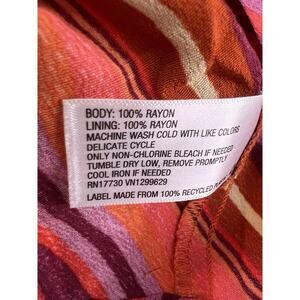 BODY: 100% RAYON
LINING: 100% RAYON
MACHINE WASH COLD WITH LIKE COLORS
DELICATE CYCLE
ONLY NON-CHLORINE BLEACH IF NEEDED
TUMBLE DRY LOW, REMOVE PROMPTLY
COOL IRON IF NEEDED
RN17730 VN1299629
LABEL MADE FROM 100% RECYCLED